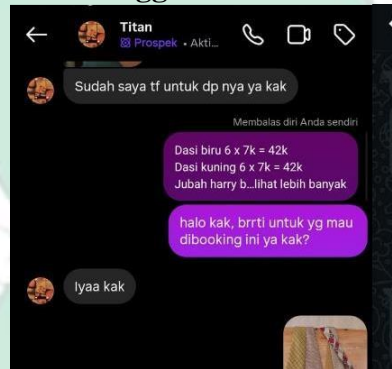 Titan
Prospek • Akti...
Sudah saya tf untuk dp nya ya kak
Membalas diri Anda sendiri
Dasi biru 6 x 7k = 42k
Dasi kuning 6 x 7k = 42k
Jubah harry b...lihat lebih banyak
halo kak, brrti untuk yg mau
dibooking ini ya kak?
Iyaa kak